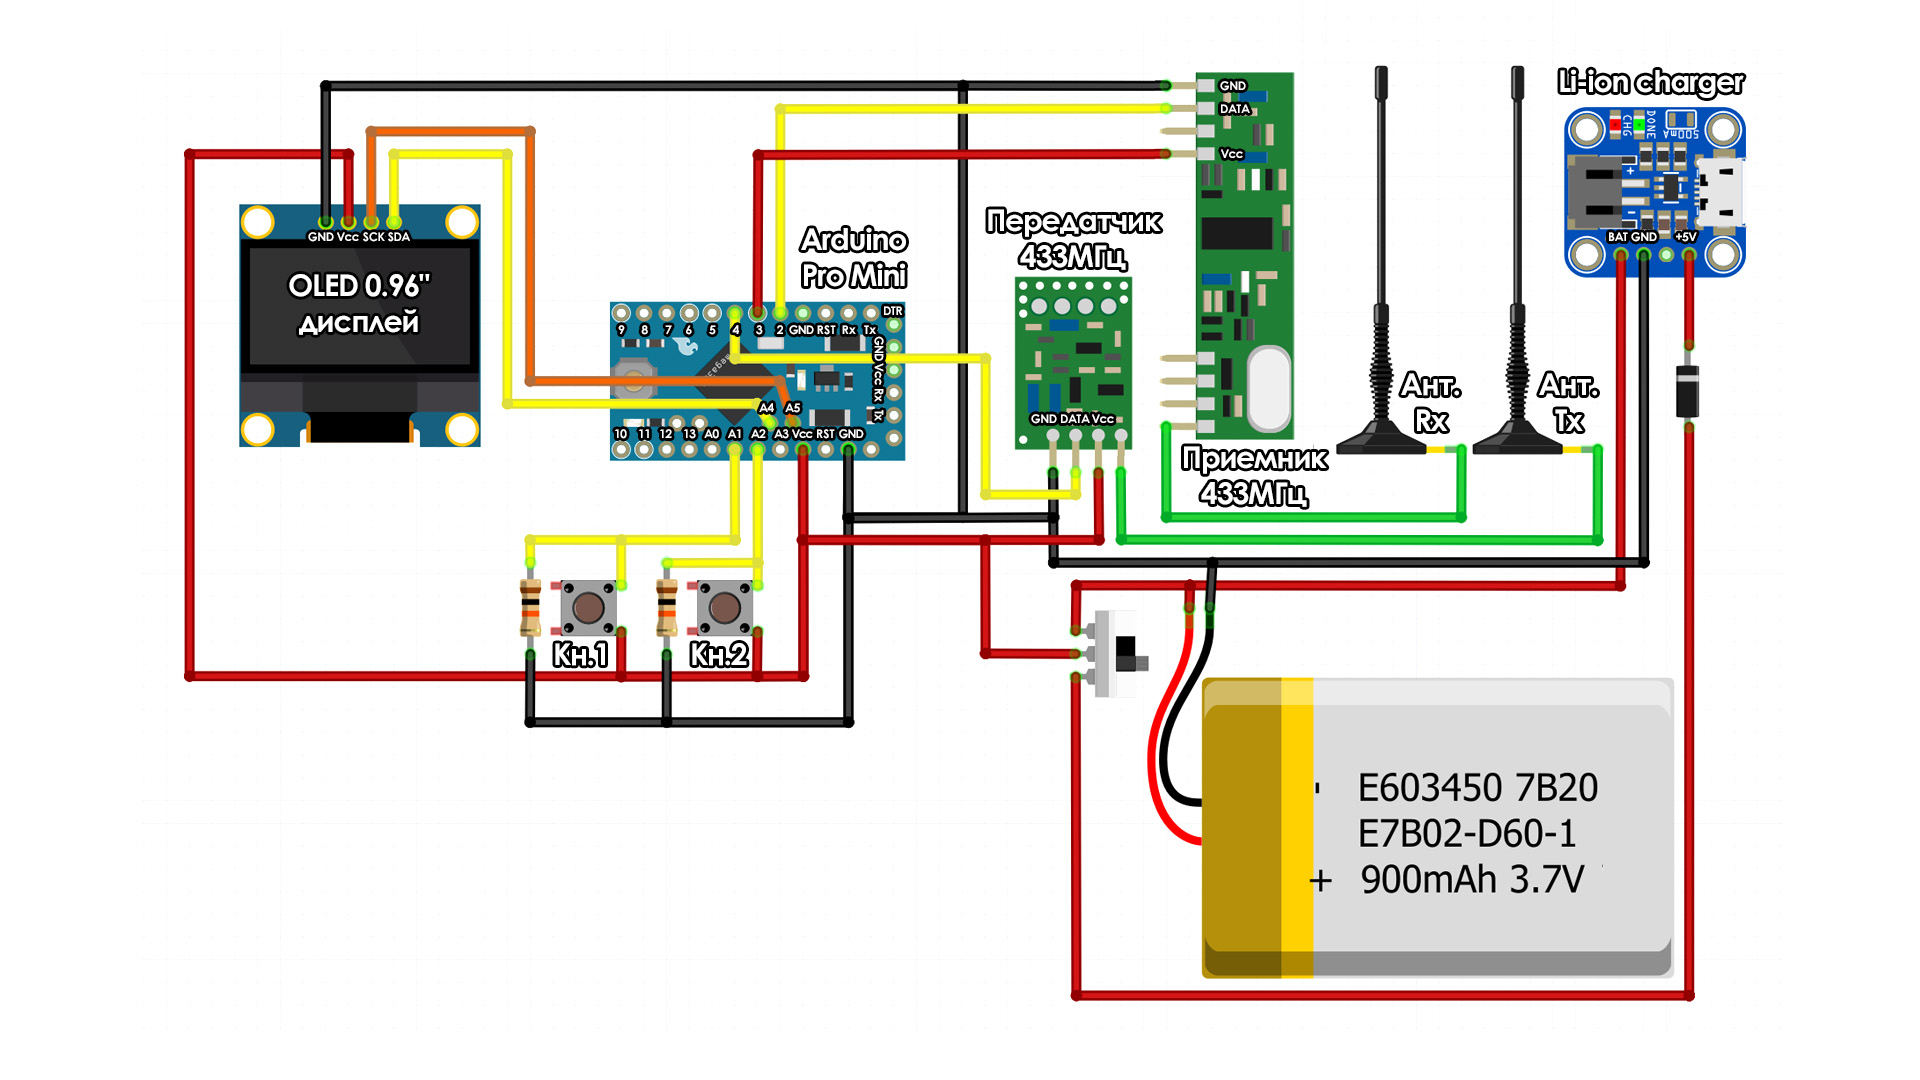 Li-ion charger
CHG
DONE
500mA
+
-
BAT GND +5V
GND
DATA
Vcc
Передатчик
433МГц
GND DATA Vcc
Приемник
433МГц
Ант.
Rx
Ант.
Tx
GND Vcc SCK SDA
OLED 0.96"
дисплей
Arduino
Pro Mini
9 8 7 6 5 4 3 2 GND RST Rx Tx
DTR
GND Vcc Rx Tx
A4 A5
10 11 12 13 A0 A1 A2 A3 Vcc RST GND
Кн.1
Кн.2
- E603450 7B20
E7B02-D60-1
+ 900mAh 3.7V